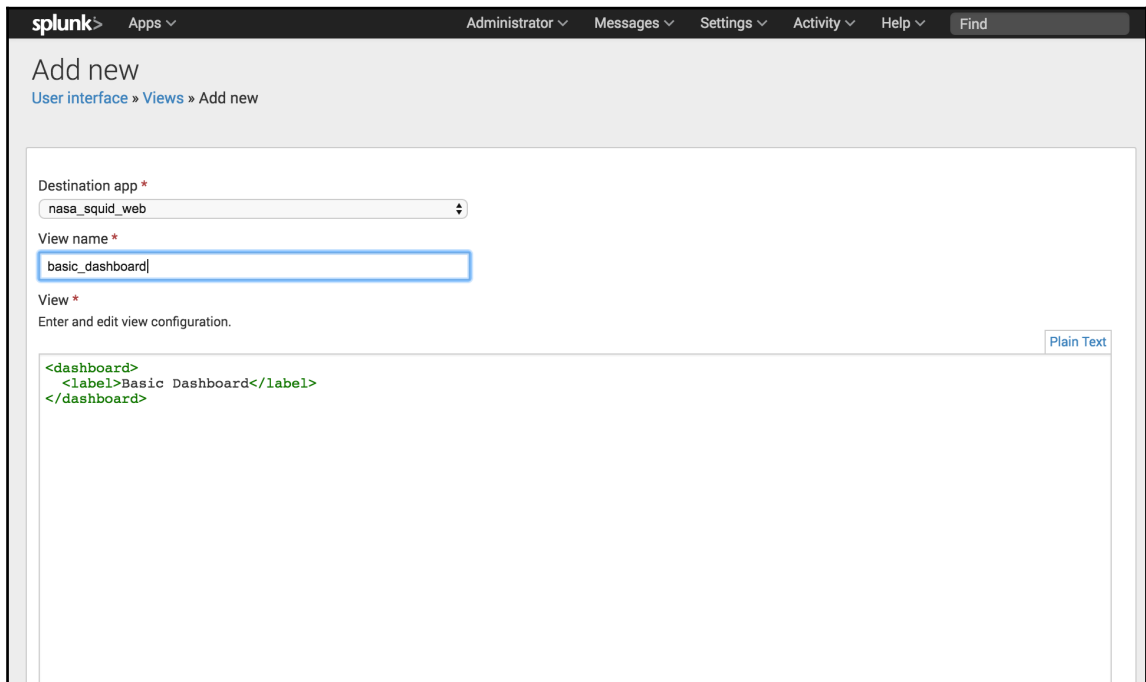 splunk> Apps Administrator Messages Settings Activity Help Find
Add new
User interface » Views » Add new
Destination app *
nasa_squid_web
View name *
basic_dashboard
View *
Enter and edit view configuration.
Plain Text
<dashboard>
  <label>Basic Dashboard</label>
</dashboard>